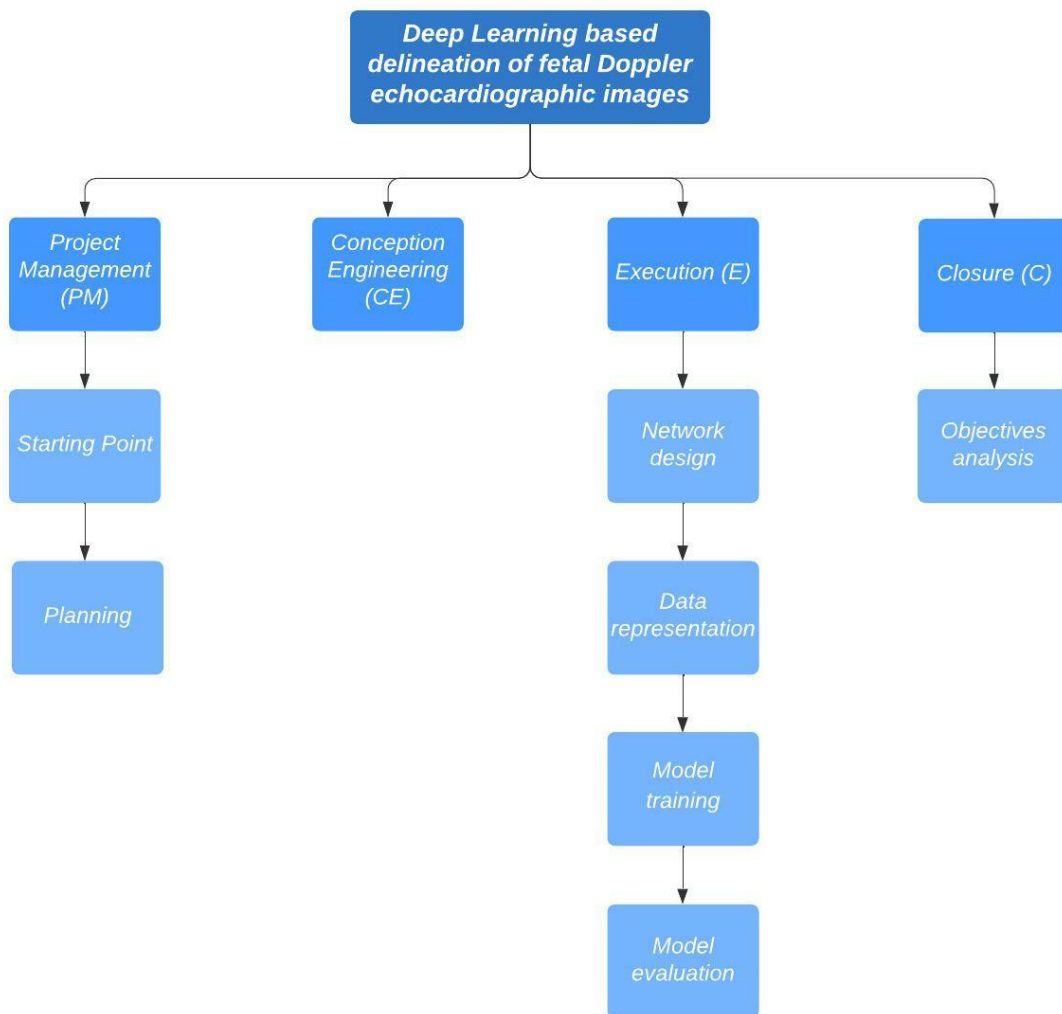 Deep Learning based
delineation of fetal Doppler
echocardiographic images
Project
Management
(PM)
Conception
Engineering
(CE)
Execution (E)
Closure (C)
Starting Point
Network
design
Objectives
analysis
Planning
Data
representation
Model
training
Model
evaluation